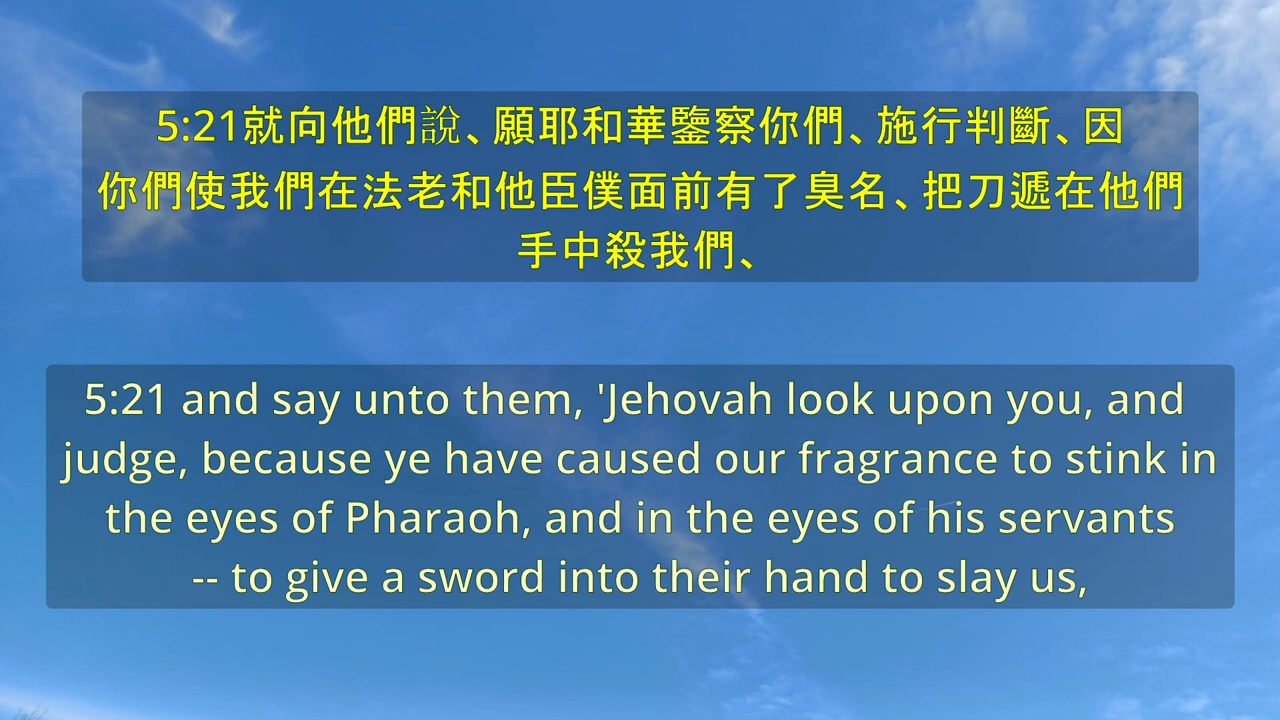 5:21就向他們說、願耶和華鑒察你們、施行判斷、因
你們使我們在法老和他臣僕面前有了臭名、把刀遞在他們
手中殺我們、
5:21 and say unto them, 'Jehovah look upon you, and
judge, because ye have caused our fragrance to stink in
the eyes of Pharaoh, and in the eyes of his servants
-- to give a sword into their hand to slay us,